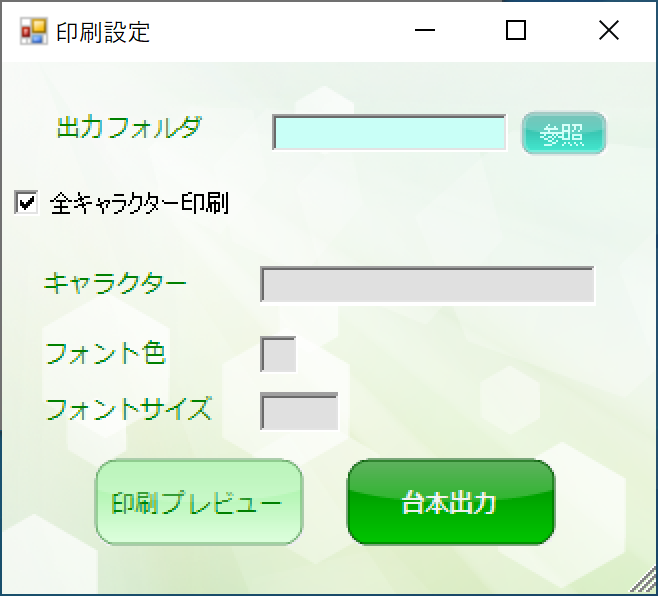 印刷設定
出力フォルダ
参照
全キャラクター印刷
キャラクター
フォント色
フォントサイズ
印刷プレビュー
台本出力